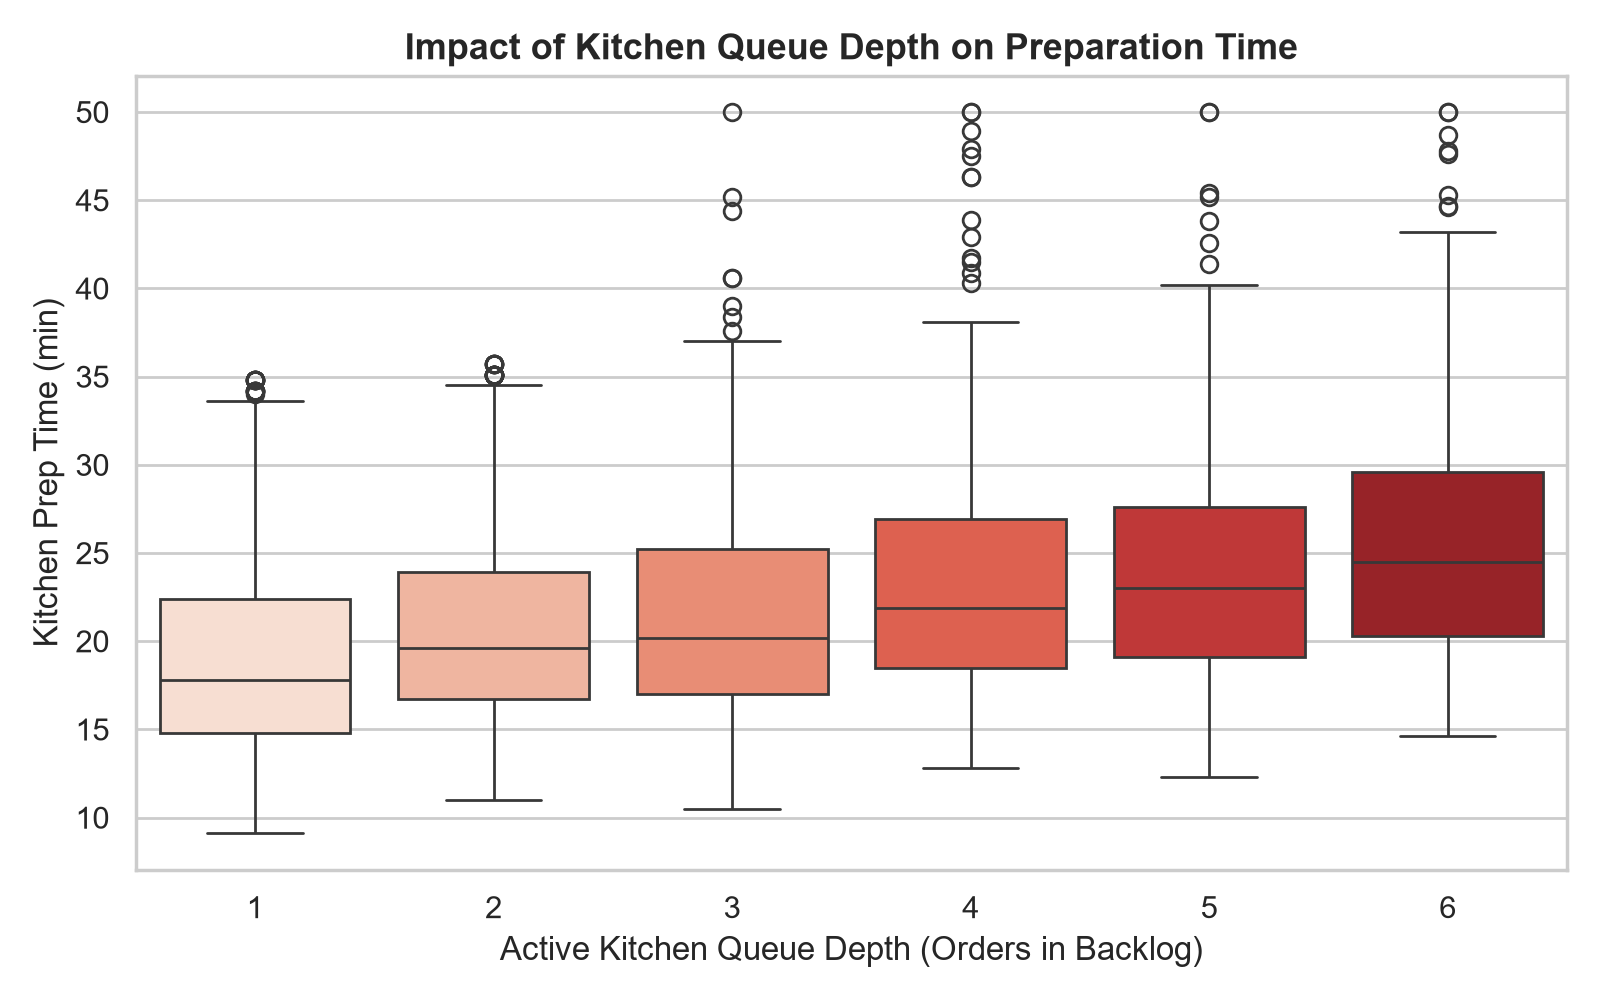 Impact of Kitchen Queue Depth on Preparation Time
Kitchen Prep Time (min)
50
45
40
35
30
25
20
15
10
1 2 3 4 5 6
Active Kitchen Queue Depth (Orders in Backlog)